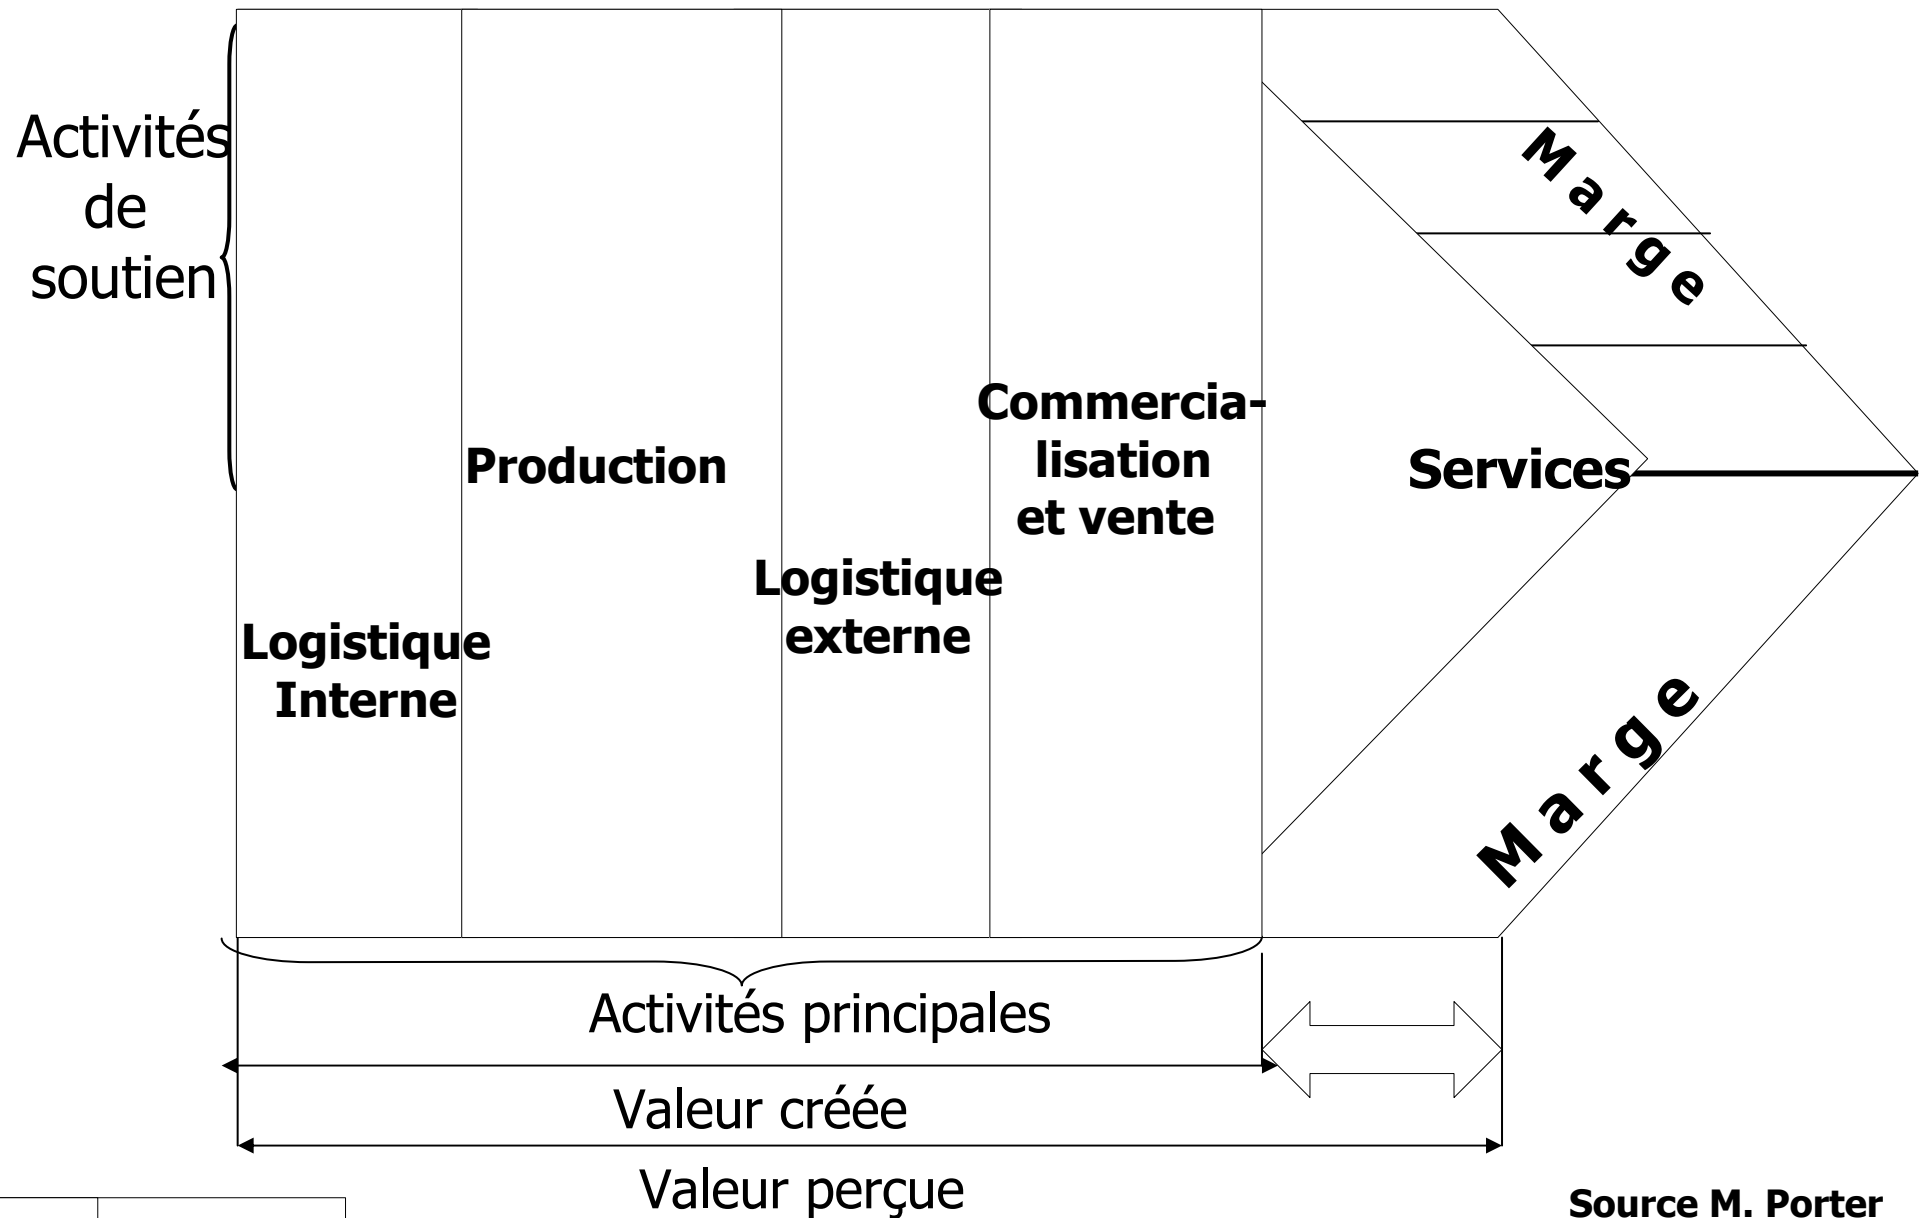 Activités
de
soutien
Marge
Commercia-
lisation
et vente
Production
Services
Logistique
externe
Logistique
Interne
Marge
Activités principales
Valeur créée
Valeur perçue
Source M. Porter